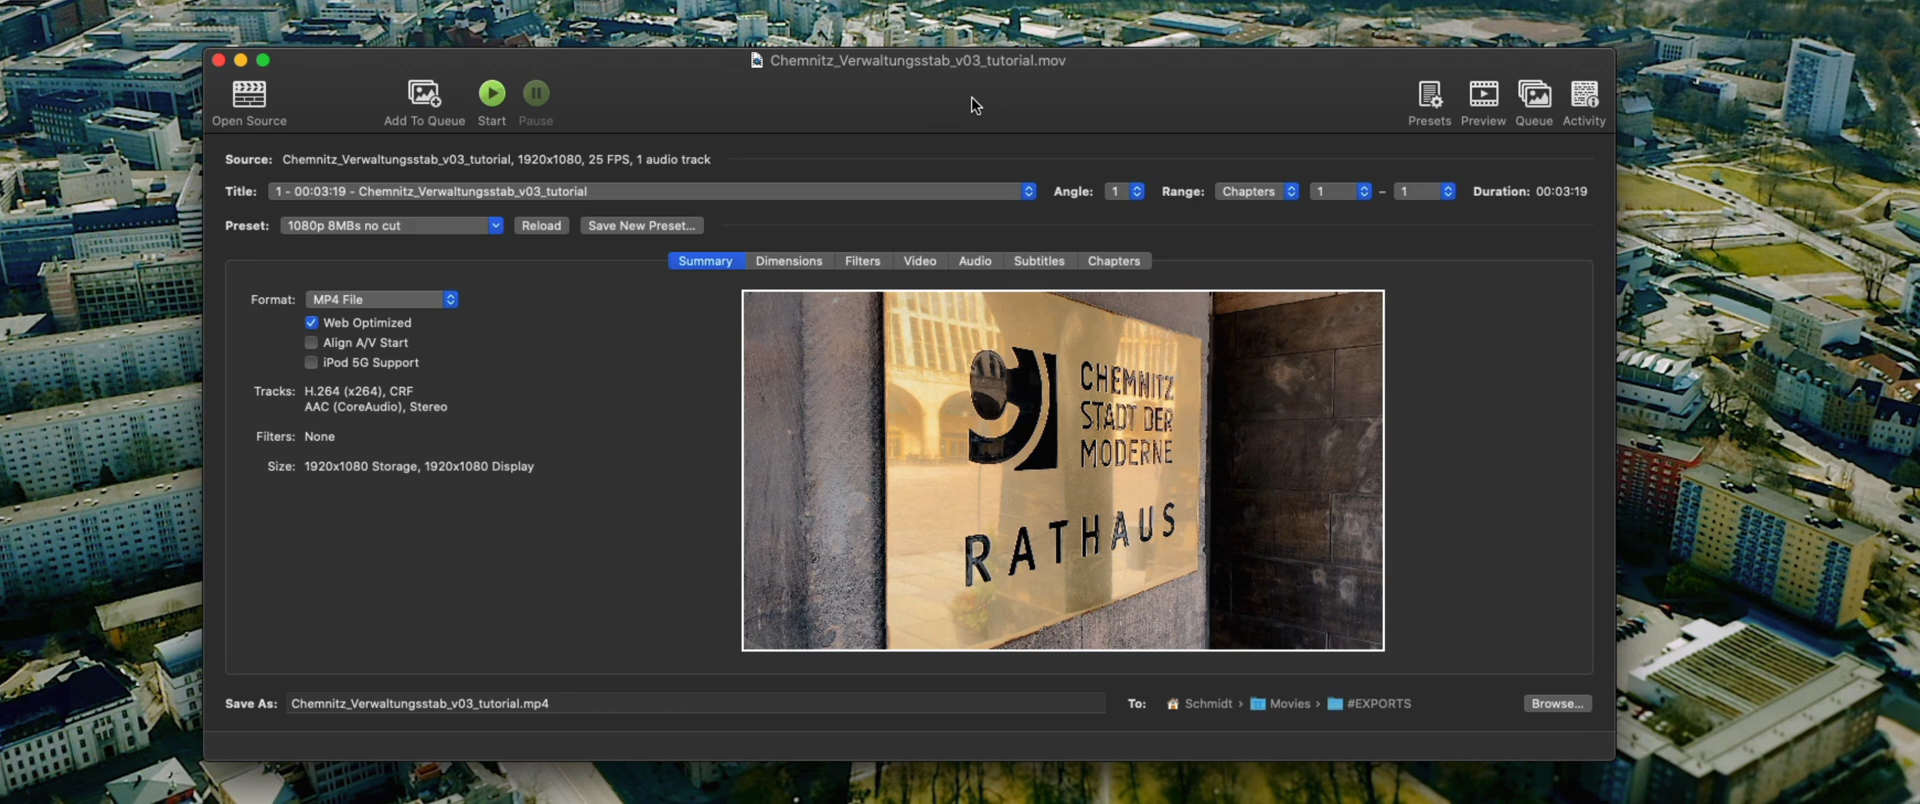 Chemnitz_Verwaltungsstab_v03_tutorial.mov
Open Source
Add To Queue
Start
Pause
Presets
Preview
Queue
Activity
Source: Chemnitz_Verwaltungsstab_v03_tutorial, 1920x1080, 25 FPS, 1 audio track
Title: 1 - 00:03:19 - Chemnitz_Verwaltungsstab_v03_tutorial Angle: 1 Range: Chapters 1 – 1 Duration: 00:03:19
Preset: 1080p 8MBs no cut Reload Save New Preset...
Summary Dimensions Filters Video Audio Subtitles Chapters
Format: MP4 File
Web Optimized
Align A/V Start
iPod 5G Support
Tracks: H.264 (x264), CRF
AAC (CoreAudio), Stereo
Filters: None
Size: 1920x1080 Storage, 1920x1080 Display
CHEMNITZ
STADT DER
MODERNE
RATHAUS
Save As: Chemnitz_Verwaltungsstab_v03_tutorial.mp4 To: Schmidt › Movies › #EXPORTS Browse...